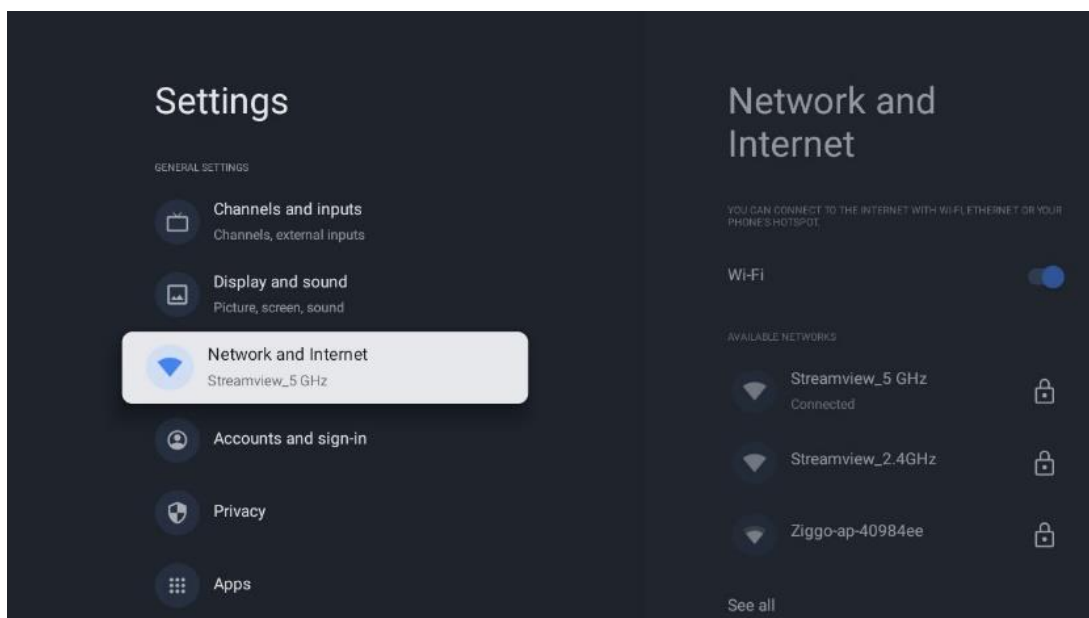 Settings
GENERAL SETTINGS
Channels and inputs
Channels, external inputs
Display and sound
Picture, screen, sound
Network and Internet
Streamview_5 GHz
Accounts and sign-in
Privacy
Apps
Network and
Internet
YOU CAN CONNECT TO THE INTERNET WITH WI-FI, ETHERNET OR YOUR
PHONE'S HOTSPOT.
Wi-Fi
AVAILABLE NETWORKS
Streamview_5 GHz
Connected
Streamview_2.4GHz
Ziggo-ap-40984ee
See all